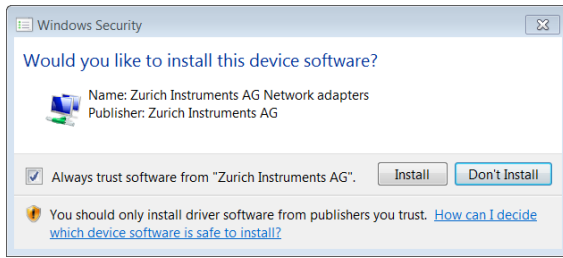 Windows Security
Would you like to install this device software?
Name: Zurich Instruments AG Network adapters
Publisher: Zurich Instruments AG
Always trust software from "Zurich Instruments AG". Install Don't Install
You should only install driver software from publishers you trust. How can I decide
which device software is safe to install?